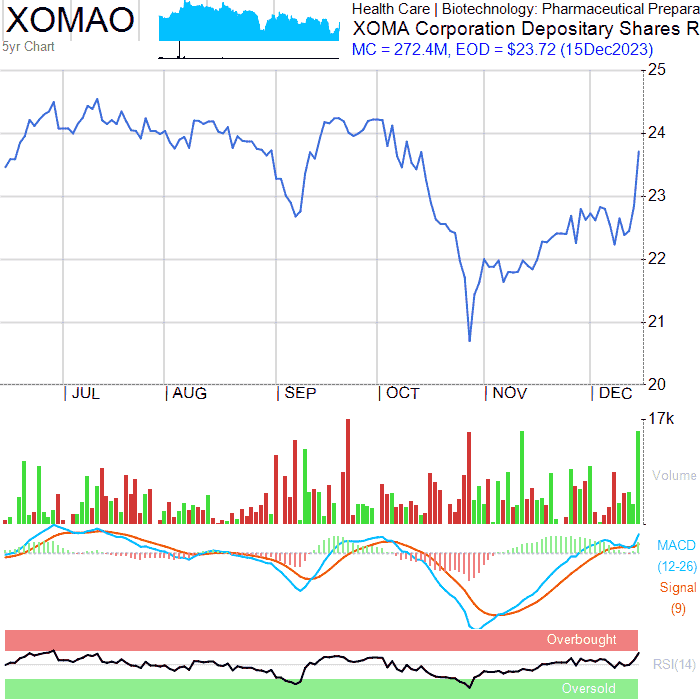 XOMAO
5yr Chart
Health Care | Biotechnology: Pharmaceutical Prepara
XOMA Corporation Depositary Shares R
MC = 272.4M, EOD = $23.72 (15Dec2023)
25
24
23
22
21
20
JUL AUG SEP OCT NOV DEC
17k
Volume
MACD
(12-26)
Signal
(9)
Overbought
RSI(14)
Oversold